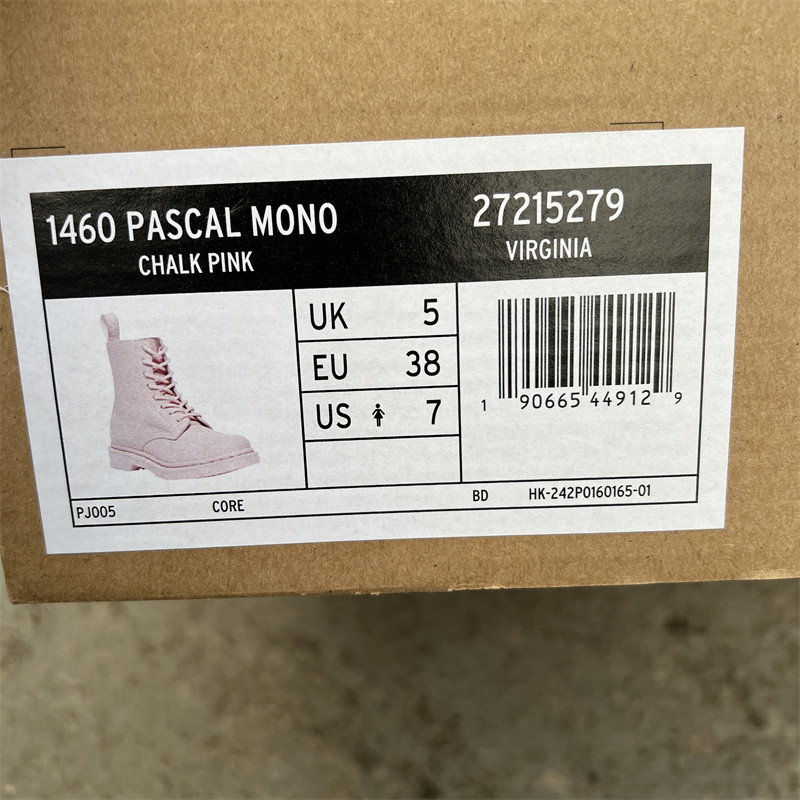 1460 PASCAL MONO
CHALK PINK
27215279
VIRGINIA
UK 5
EU 38
US 7
1 90665 44912 9
PJ005 CORE BD HK-242P0160165-01